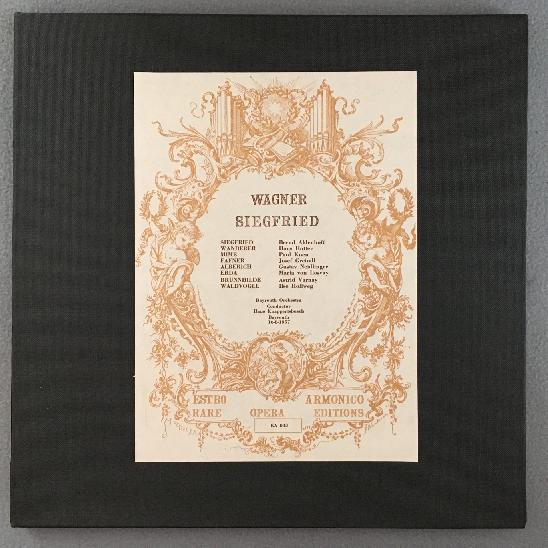 WAGNER
SIEGFRIED
SIEGFRIED Bernd Aldenhoff
WANDERER Hans Hotter
MIME Paul Kuen
FAFNER Josef Greindl
ALBERICH Gustav Neidlinger
ERDA Maria von Ilosvay
BRUNNHILDE Astrid Varnay
WALDVOGEL Ilse Hollweg
Bayreuth Orchestra
Conductor
Hans Knappertsbusch
Bayreuth
ESTRO ARMONICO
RARE OPERA EDITIONS